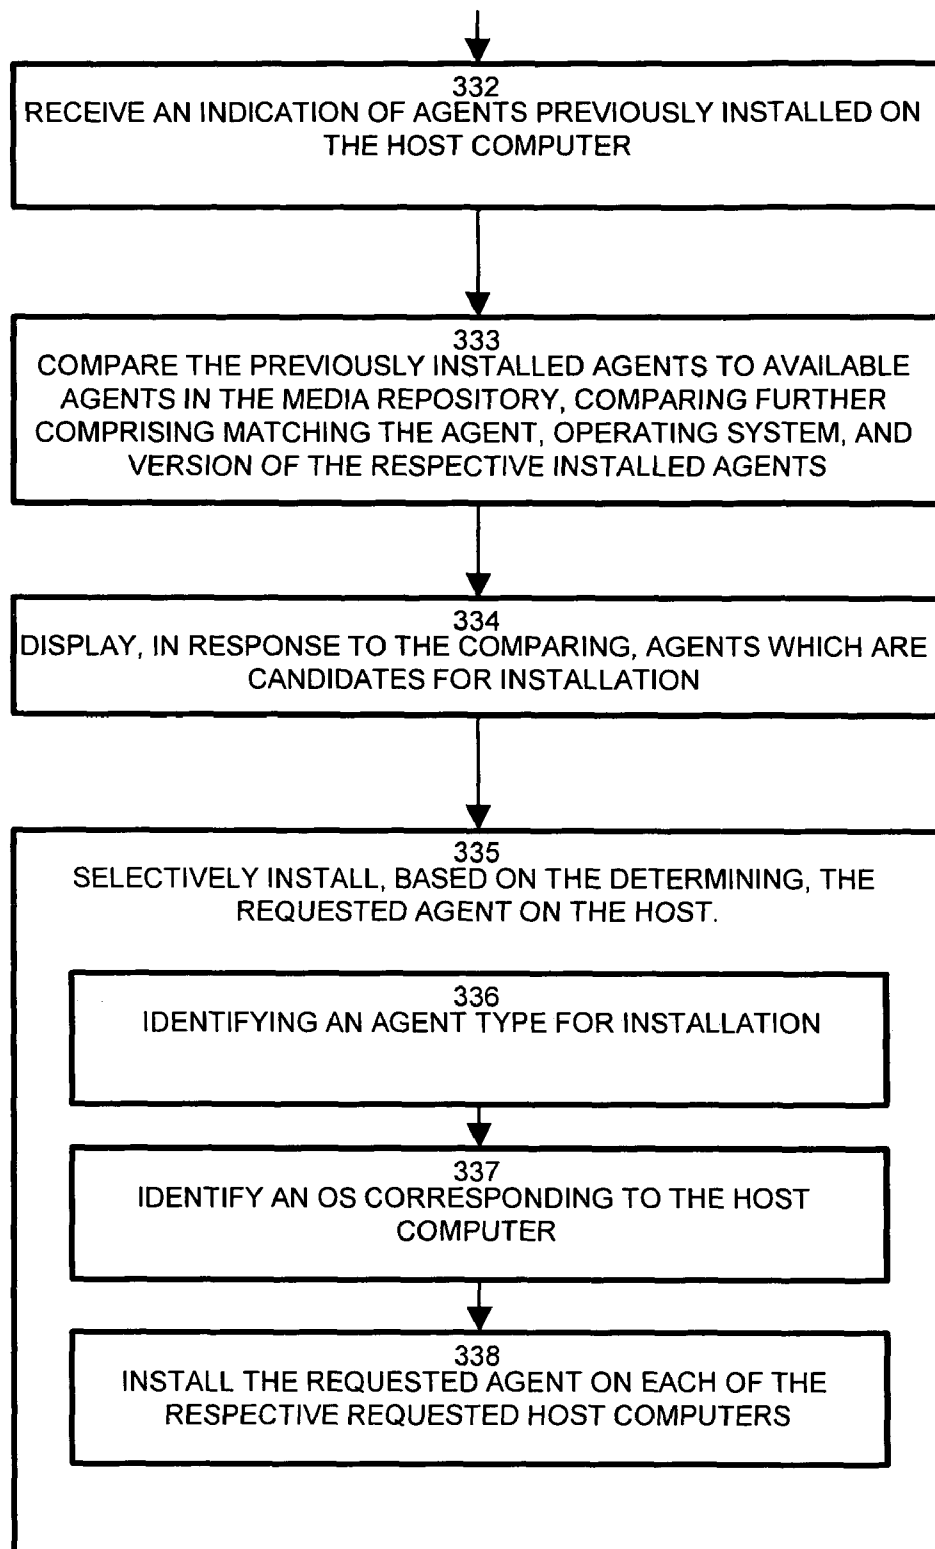 332
RECEIVE AN INDICATION OF AGENTS PREVIOUSLY INSTALLED ON
THE HOST COMPUTER
333
COMPARE THE PREVIOUSLY INSTALLED AGENTS TO AVAILABLE
AGENTS IN THE MEDIA REPOSITORY, COMPARING FURTHER
COMPRISING MATCHING THE AGENT, OPERATING SYSTEM, AND
VERSION OF THE RESPECTIVE INSTALLED AGENTS
334
DISPLAY, IN RESPONSE TO THE COMPARING, AGENTS WHICH ARE
CANDIDATES FOR INSTALLATION
335
SELECTIVELY INSTALL, BASED ON THE DETERMINING, THE
REQUESTED AGENT ON THE HOST.
336
IDENTIFYING AN AGENT TYPE FOR INSTALLATION
337
IDENTIFY AN OS CORRESPONDING TO THE HOST
COMPUTER
338
INSTALL THE REQUESTED AGENT ON EACH OF THE
RESPECTIVE REQUESTED HOST COMPUTERS